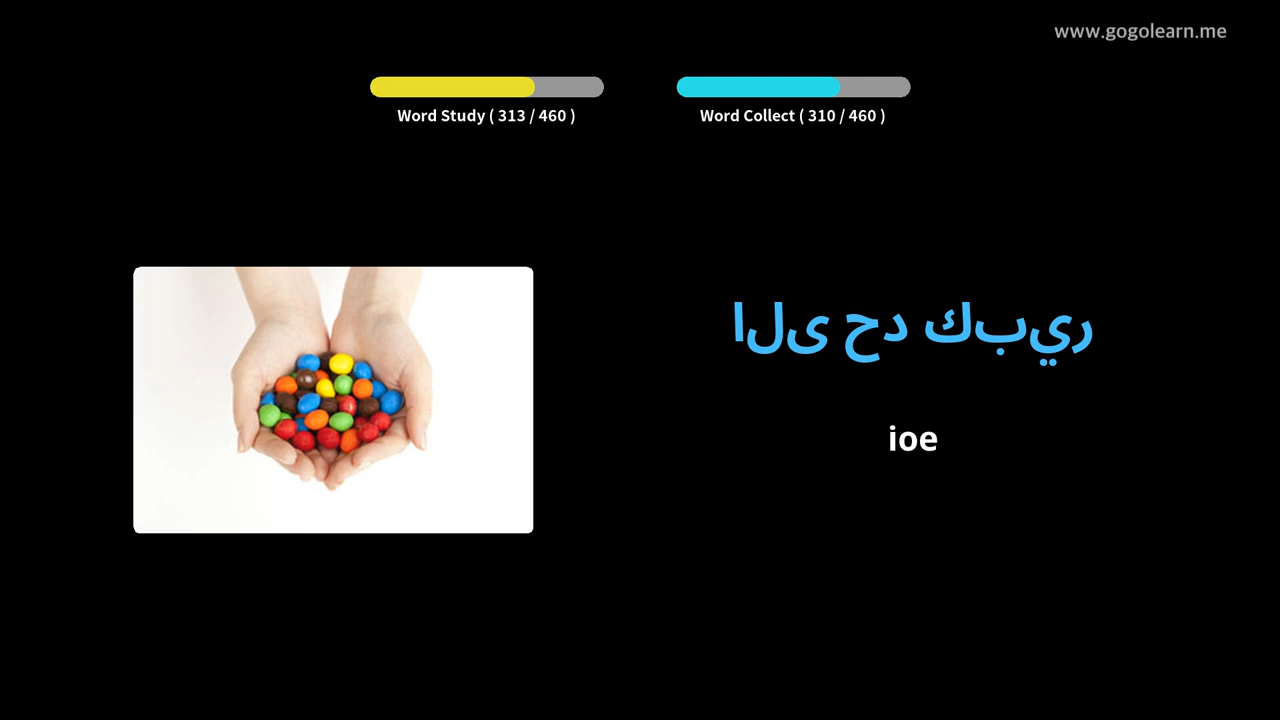 www.gogolearn.me
Word Study ( 313 / 460 )
Word Collect ( 310 / 460 )
الى حد كبير
ioe